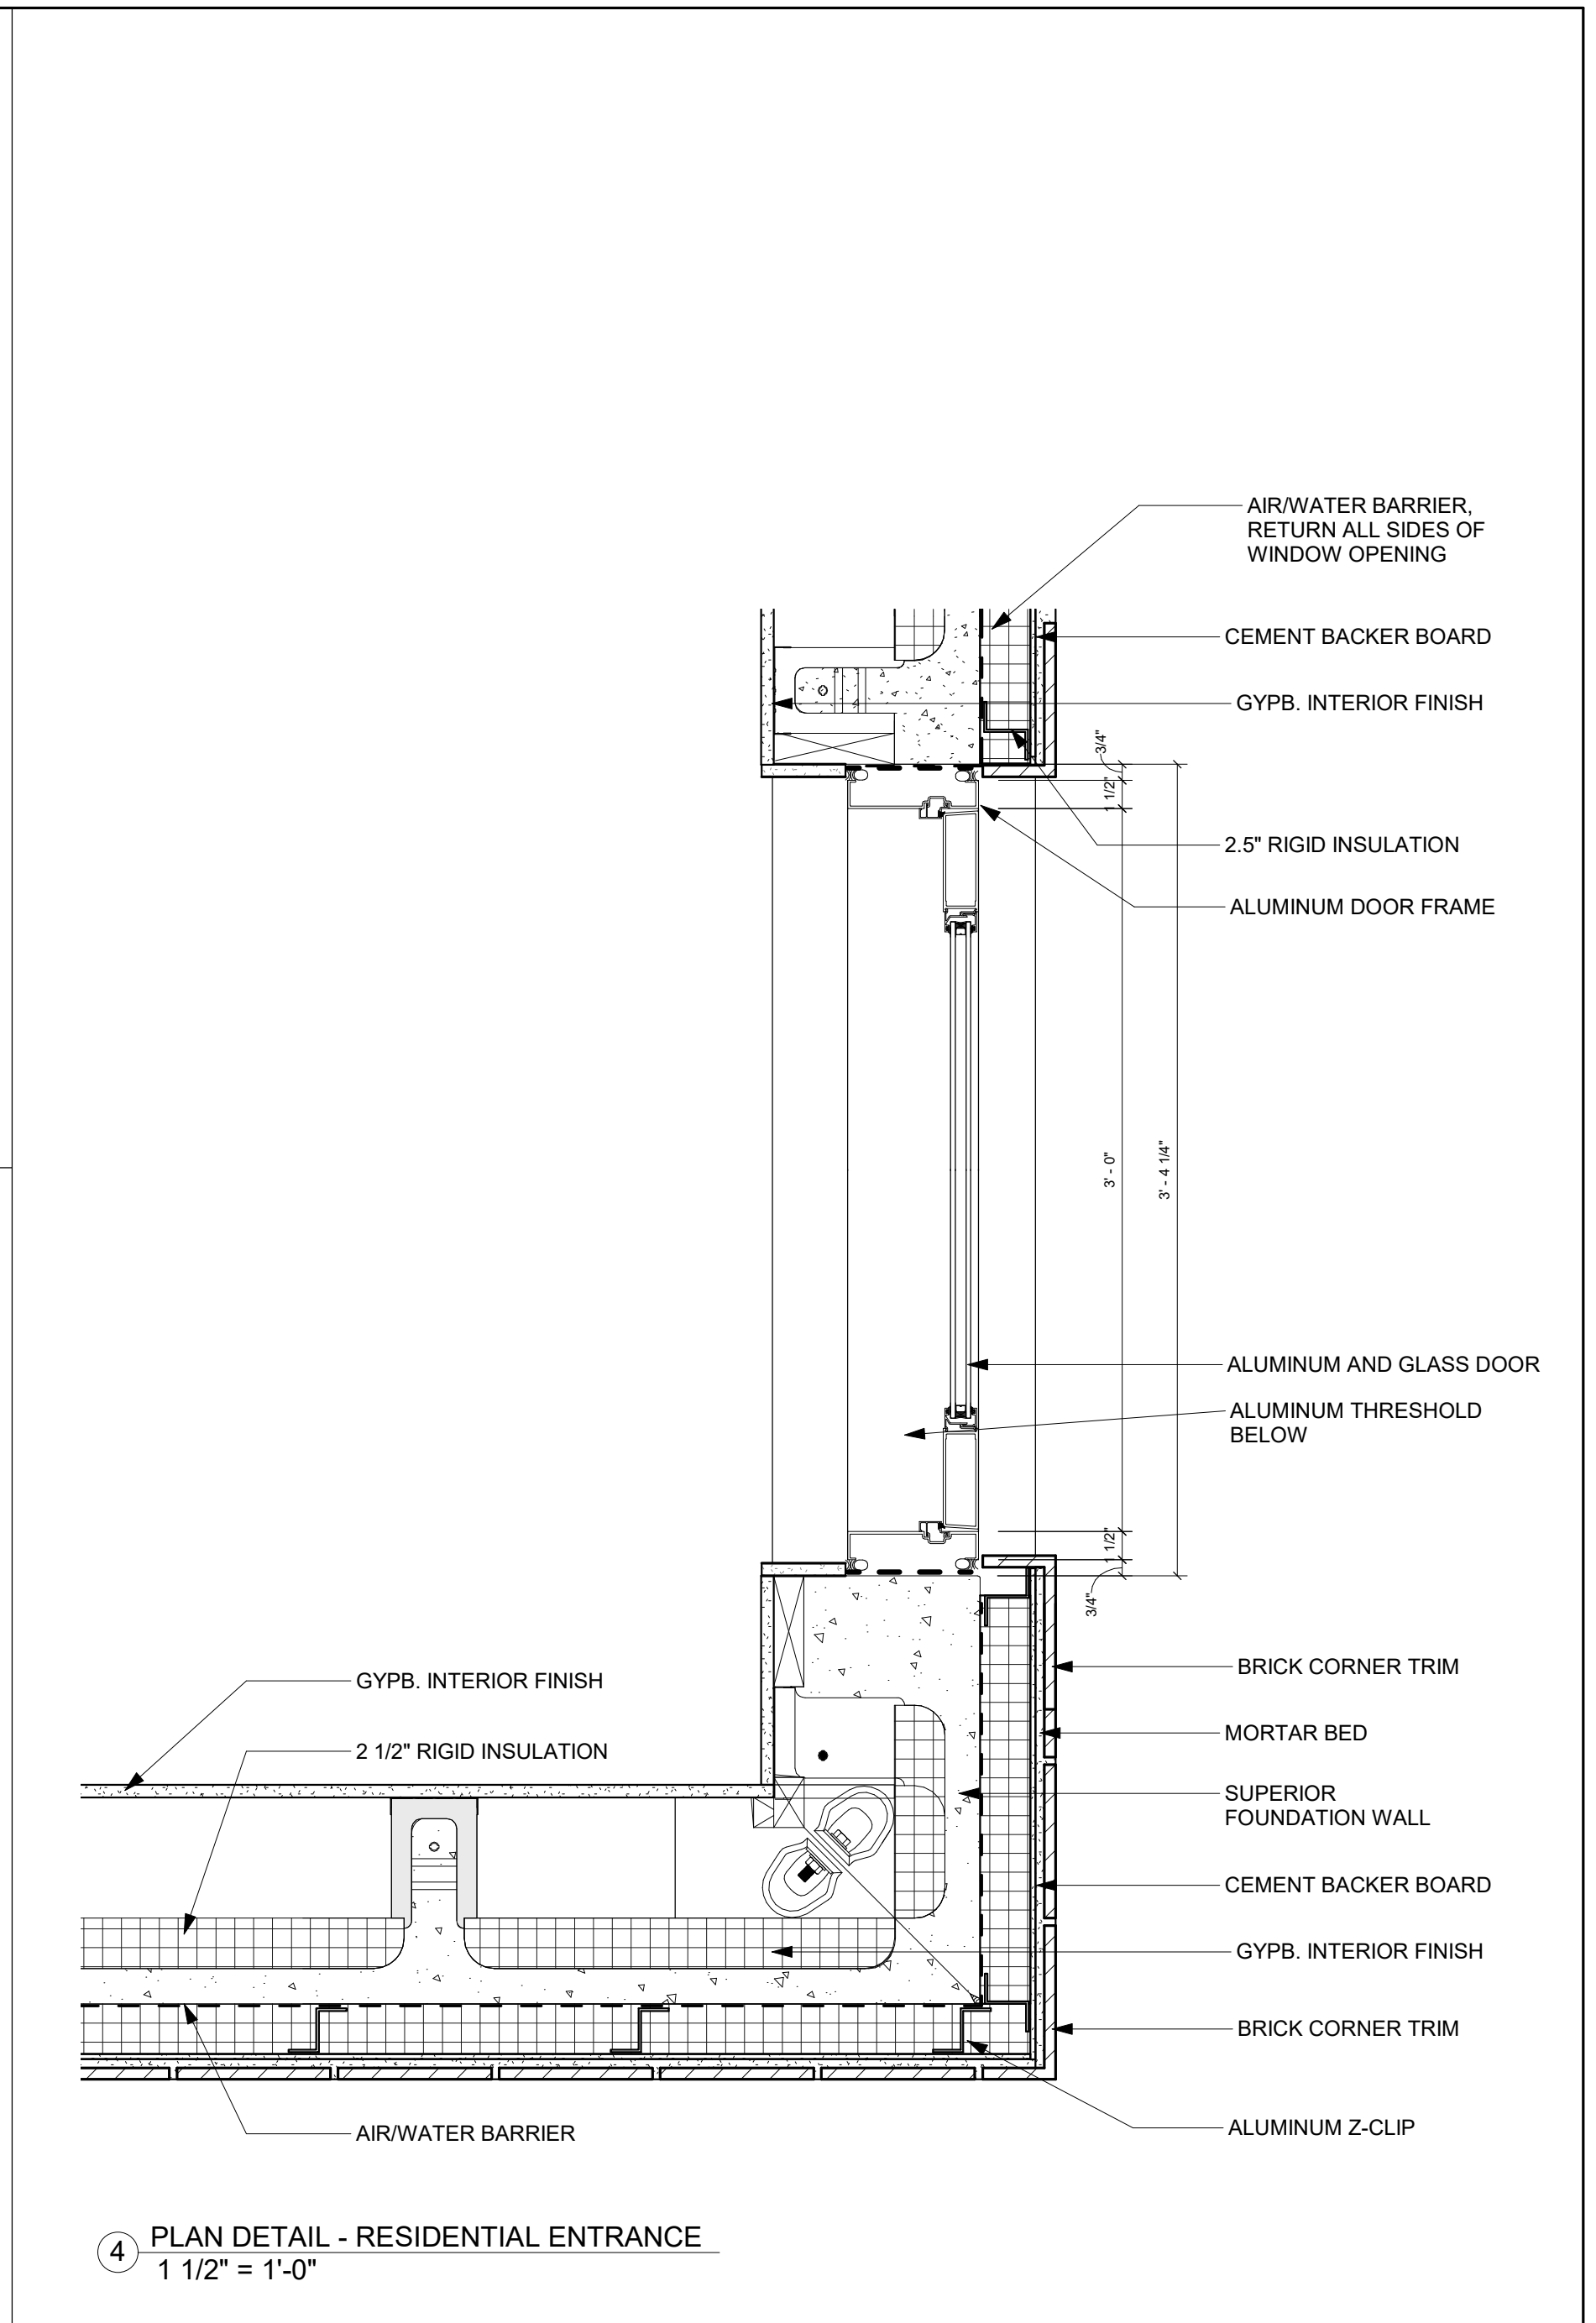 AIR/WATER BARRIER,
RETURN ALL SIDES OF
WINDOW OPENING
CEMENT BACKER BOARD
GYPB. INTERIOR FINISH
3/4"
1 1/2"
2.5" RIGID INSULATION
ALUMINUM DOOR FRAME
3' - 0"
3' - 4 1/4"
ALUMINUM AND GLASS DOOR
ALUMINUM THRESHOLD
BELOW
1 1/2"
3/4"
BRICK CORNER TRIM
GYPB. INTERIOR FINISH
MORTAR BED
2 1/2" RIGID INSULATION
SUPERIOR
FOUNDATION WALL
CEMENT BACKER BOARD
GYPB. INTERIOR FINISH
BRICK CORNER TRIM
ALUMINUM Z-CLIP
AIR/WATER BARRIER
4 PLAN DETAIL - RESIDENTIAL ENTRANCE
1 1/2" = 1'-0"